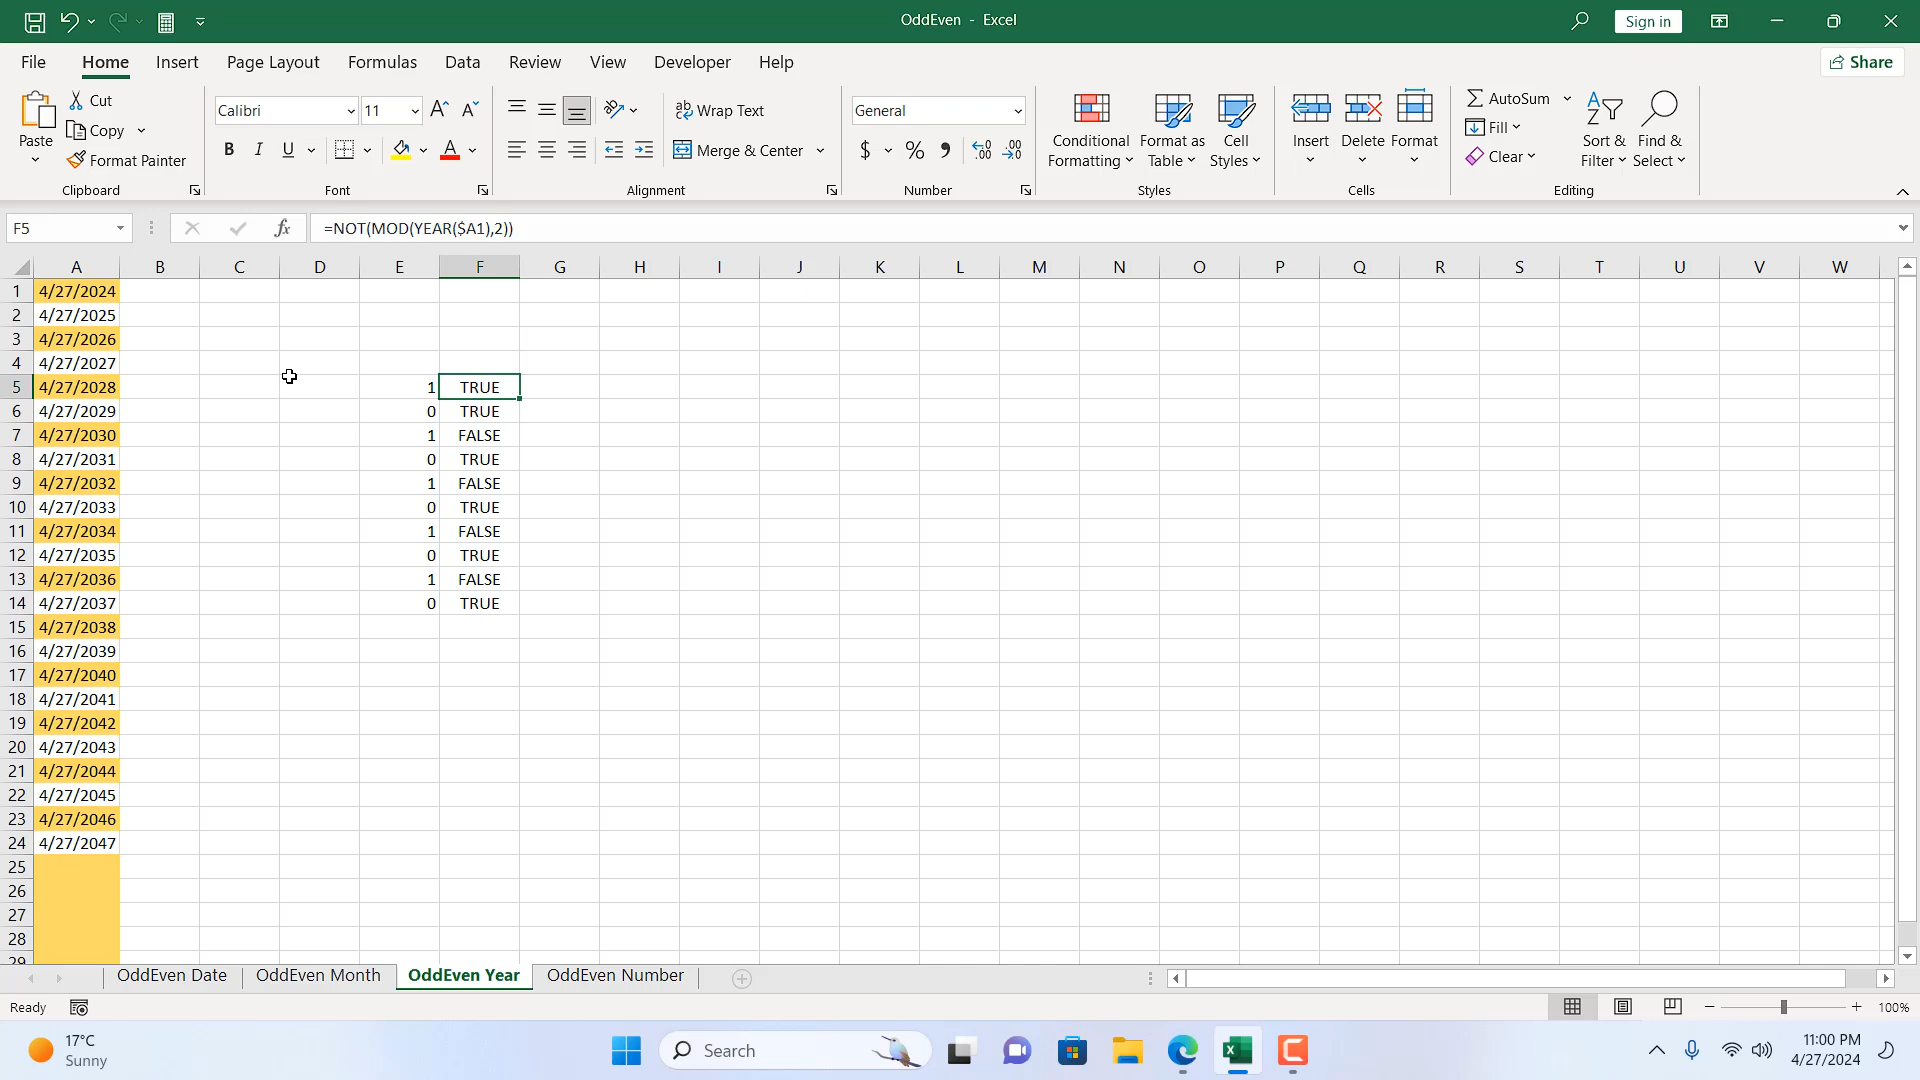 OddEven - Excel
Sign in
File Home Insert Page Layout Formulas Data Review View Developer Help
Share
Paste
Cut
Copy
Format Painter
Clipboard
Calibri 11
B I U
Font
Wrap Text
Merge & Center
Alignment
General
$ % ,
Number
Conditional Formatting
Format as Table
Cell Styles
Styles
Insert Delete Format
Cells
AutoSum
Fill
Clear
Sort & Filter
Find & Select
Editing
F5 fx =NOT(MOD(YEAR($A1),2))
A B C D E F G H I J K L M N O P Q R S T U V W
1 4/27/2024
2 4/27/2025
3 4/27/2026
4 4/27/2027
5 4/27/2028 1 TRUE
6 4/27/2029 0 TRUE
7 4/27/2030 1 FALSE
8 4/27/2031 0 TRUE
9 4/27/2032 1 FALSE
10 4/27/2033 0 TRUE
11 4/27/2034 1 FALSE
12 4/27/2035 0 TRUE
13 4/27/2036 1 FALSE
14 4/27/2037 0 TRUE
15 4/27/2038
16 4/27/2039
17 4/27/2040
18 4/27/2041
19 4/27/2042
20 4/27/2043
21 4/27/2044
22 4/27/2045
23 4/27/2046
24 4/27/2047
25
26
27
28
29
OddEven Date OddEven Month OddEven Year OddEven Number
Ready 100%
17°C
Sunny
Search
11:00 PM
4/27/2024